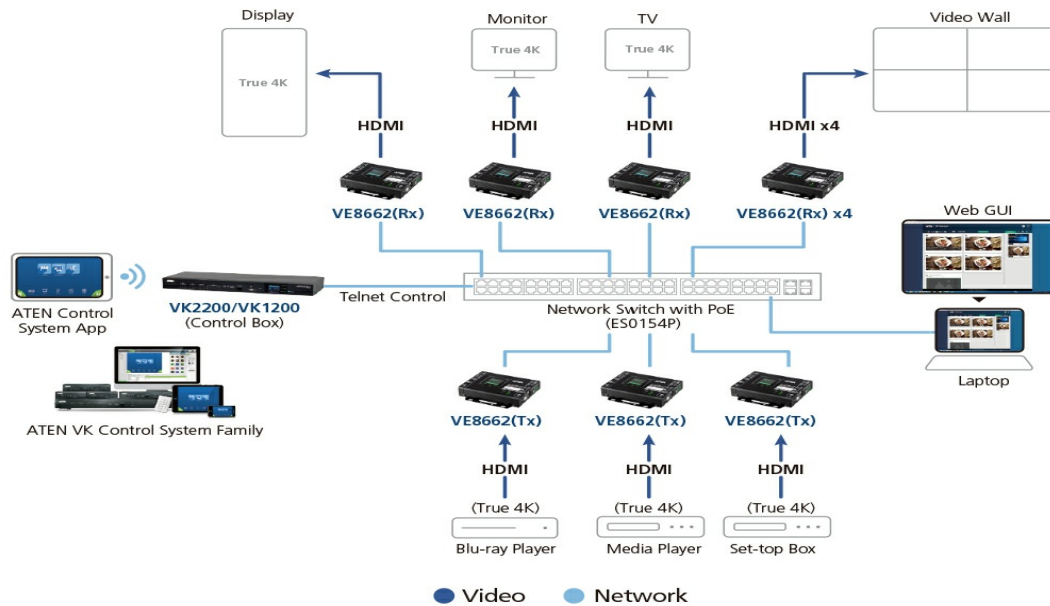 Display
Monitor
TV
Video Wall
True 4K
True 4K
True 4K
HDMI
HDMI
HDMI
HDMI x4
VE8662(Rx)
VE8662(Rx)
VE8662(Rx)
VE8662(Rx) x4
Web GUI
ATEN Control
System App
VK2200/VK1200
(Control Box)
Telnet Control
Network Switch with PoE
(ES0154P)
Laptop
ATEN VK Control System Family
VE8662(Tx)
VE8662(Tx)
VE8662(Tx)
HDMI
HDMI
HDMI
(True 4K)
(True 4K)
(True 4K)
Blu-ray Player
Media Player
Set-top Box
Video
Network